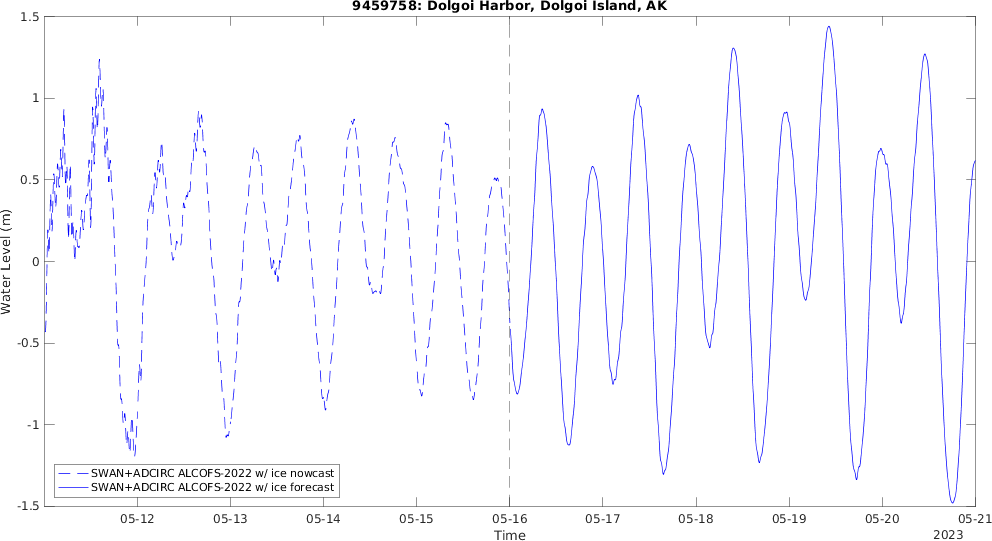 9459758: Dolgoi Harbor, Dolgoi Island, AK
1.5
1
0.5
0
-0.5
-1
-1.5
Water Level (m)
SWAN+ADCIRC ALCOFS-2022 w/ ice nowcast
SWAN+ADCIRC ALCOFS-2022 w/ ice forecast
05-12 05-13 05-14 05-15 05-16 05-17 05-18 05-19 05-20 05-21
Time
2023